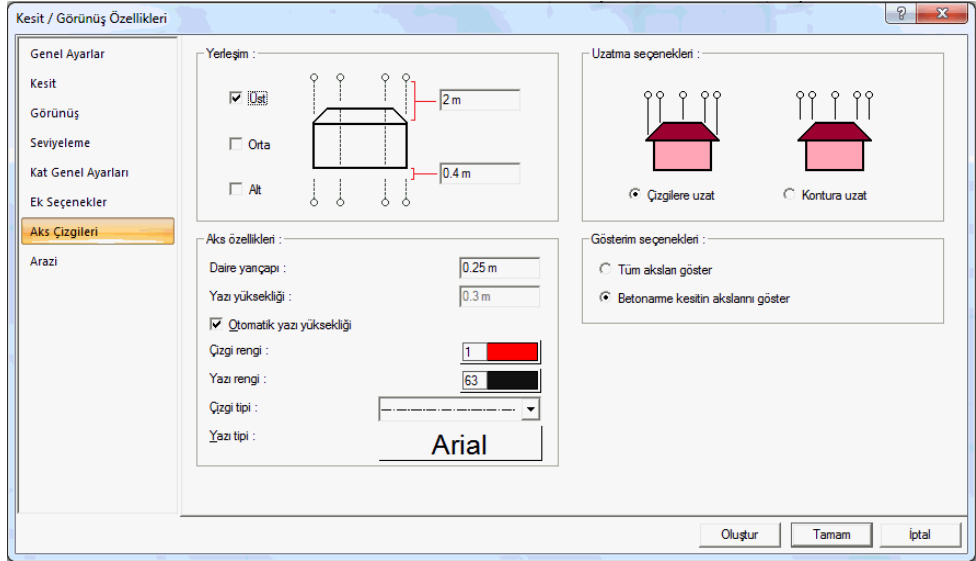 Kesit / Görünüş Özellikleri
?
Genel Ayarlar
Kesit
Görünüş
Seviyeleme
Kat Genel Ayarları
Ek Seçenekler
Aks Çizgileri
Arazi
Yerleşim :
Üst
2 m
Orta
0.4 m
Alt
Aks özellikleri :
Daire yarıçapı :
0.25 m
Yazı yüksekliği :
0.3 m
Otomatik yazı yüksekliği
Çizgi rengi :
1
Yazı rengi :
63
Çizgi tipi :
Yazı tipi :
Arial
Uzatma seçenekleri :
Çizgilere uzat
Kontura uzat
Gösterim seçenekleri :
Tüm aksları göster
Betonarme kesitin akslarını göster
Oluştur
Tamam
İptal